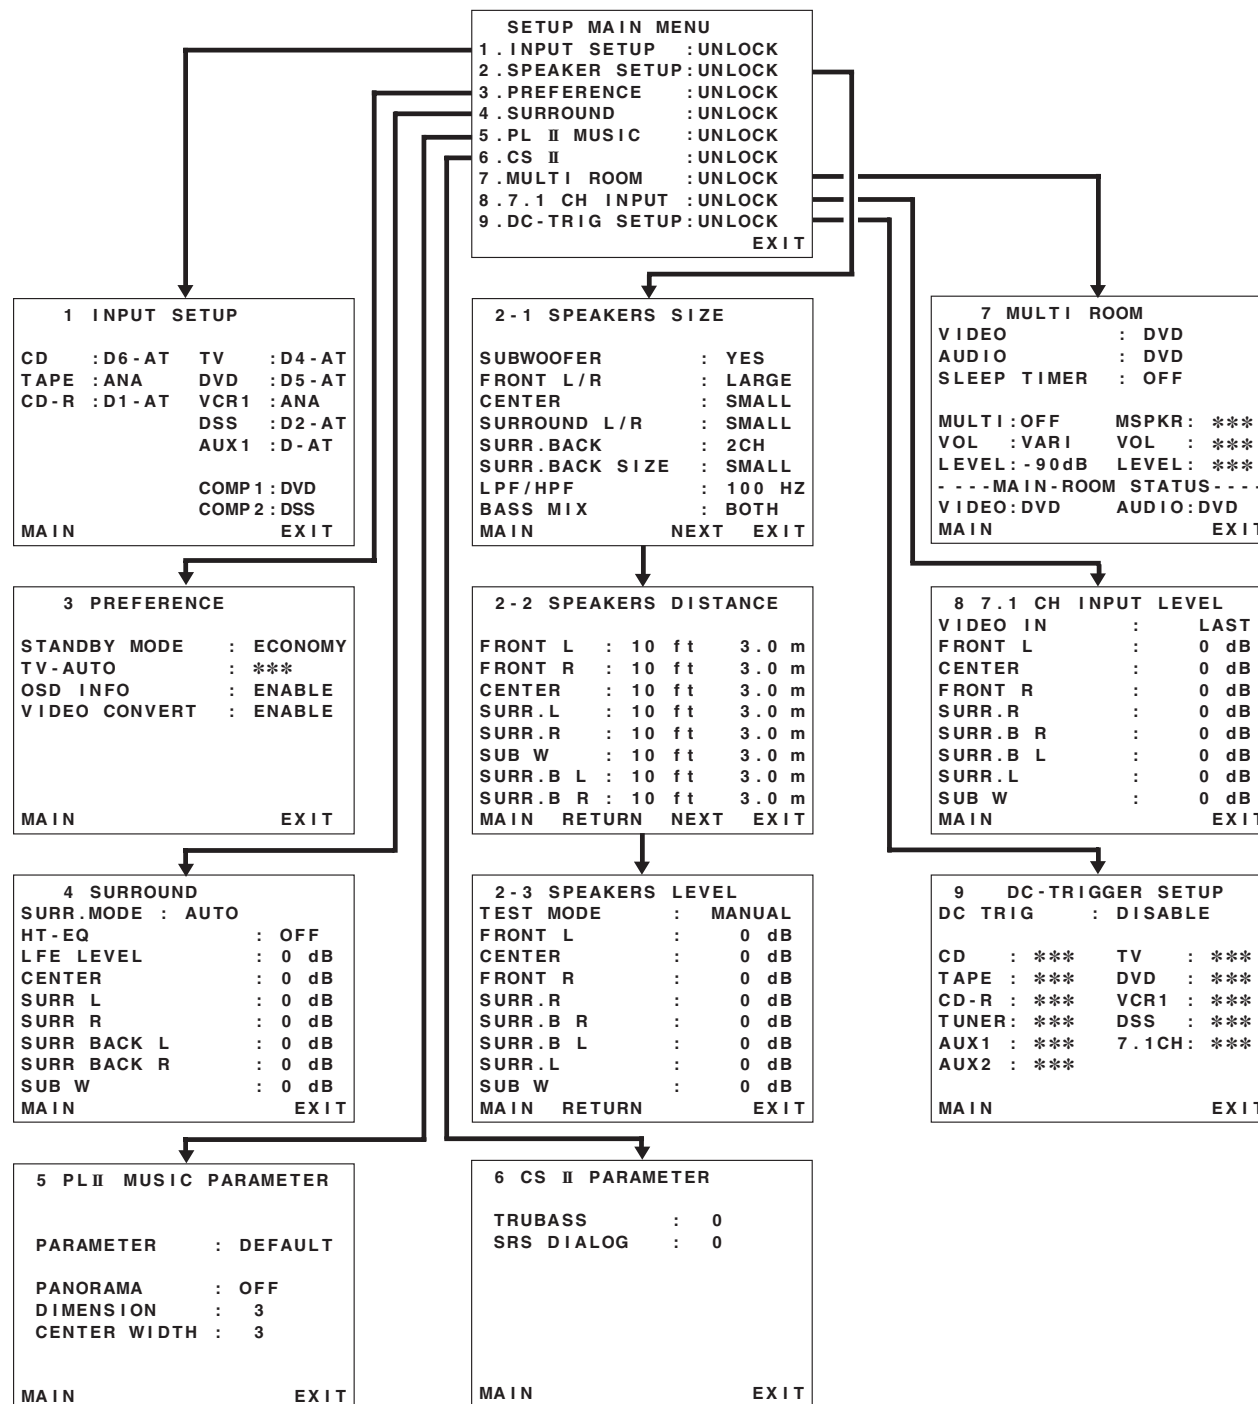 SETUP MAIN MENU
1.INPUT SETUP :UNLOCK
2.SPEAKER SETUP:UNLOCK
3.PREFERENCE :UNLOCK
4.SURROUND :UNLOCK
5.PL II MUSIC :UNLOCK
6.CS II :UNLOCK
7.MULTI ROOM :UNLOCK
8.7.1 CH INPUT :UNLOCK
9.DC-TRIG SETUP:UNLOCK
EXIT
1 INPUT SETUP
CD :D6-AT TV :D4-AT
TAPE :ANA DVD :D5-AT
CD-R :D1-AT VCR1 :ANA
DSS :D2-AT
AUX1 :D-AT
COMP1:DVD
COMP2:DSS
MAIN EXIT
2-1 SPEAKERS SIZE
SUBWOOFER : YES
FRONT L/R : LARGE
CENTER : SMALL
SURROUND L/R : SMALL
SURR.BACK : 2CH
SURR.BACK SIZE : SMALL
LPF/HPF : 100 HZ
BASS MIX : BOTH
MAIN NEXT EXIT
7 MULTI ROOM
VIDEO : DVD
AUDIO : DVD
SLEEP TIMER : OFF
MULTI:OFF MSPKR: ***
VOL :VARI VOL : ***
LEVEL:-90dB LEVEL: ***
----MAIN-ROOM STATUS----
VIDEO:DVD AUDIO:DVD
MAIN EXIT
3 PREFERENCE
STANDBY MODE : ECONOMY
TV-AUTO : ***
OSD INFO : ENABLE
VIDEO CONVERT : ENABLE
MAIN EXIT
2-2 SPEAKERS DISTANCE
FRONT L : 10 ft 3.0 m
FRONT R : 10 ft 3.0 m
CENTER : 10 ft 3.0 m
SURR.L : 10 ft 3.0 m
SURR.R : 10 ft 3.0 m
SUB W : 10 ft 3.0 m
SURR.B L : 10 ft 3.0 m
SURR.B R : 10 ft 3.0 m
MAIN RETURN NEXT EXIT
8 7.1 CH INPUT LEVEL
VIDEO IN : LAST
FRONT L : 0 dB
CENTER : 0 dB
FRONT R : 0 dB
SURR.R : 0 dB
SURR.B R : 0 dB
SURR.B L : 0 dB
SURR.L : 0 dB
SUB W : 0 dB
MAIN EXIT
4 SURROUND
SURR.MODE : AUTO
HT-EQ : OFF
LFE LEVEL : 0 dB
CENTER : 0 dB
SURR L : 0 dB
SURR R : 0 dB
SURR BACK L : 0 dB
SURR BACK R : 0 dB
SUB W : 0 dB
MAIN EXIT
2-3 SPEAKERS LEVEL
TEST MODE : MANUAL
FRONT L : 0 dB
CENTER : 0 dB
FRONT R : 0 dB
SURR.R : 0 dB
SURR.B R : 0 dB
SURR.B L : 0 dB
SURR.L : 0 dB
SUB W : 0 dB
MAIN RETURN EXIT
9 DC-TRIGGER SETUP
DC TRIG : DISABLE
CD : *** TV : ***
TAPE : *** DVD : ***
CD-R : *** VCR1 : ***
TUNER: *** DSS : ***
AUX1 : *** 7.1CH: ***
AUX2 : ***
MAIN EXIT
5 PLII MUSIC PARAMETER
PARAMETER : DEFAULT
PANORAMA : OFF
DIMENSION : 3
CENTER WIDTH : 3
MAIN EXIT
6 CS II PARAMETER
TRUBASS : 0
SRS DIALOG : 0
MAIN EXIT